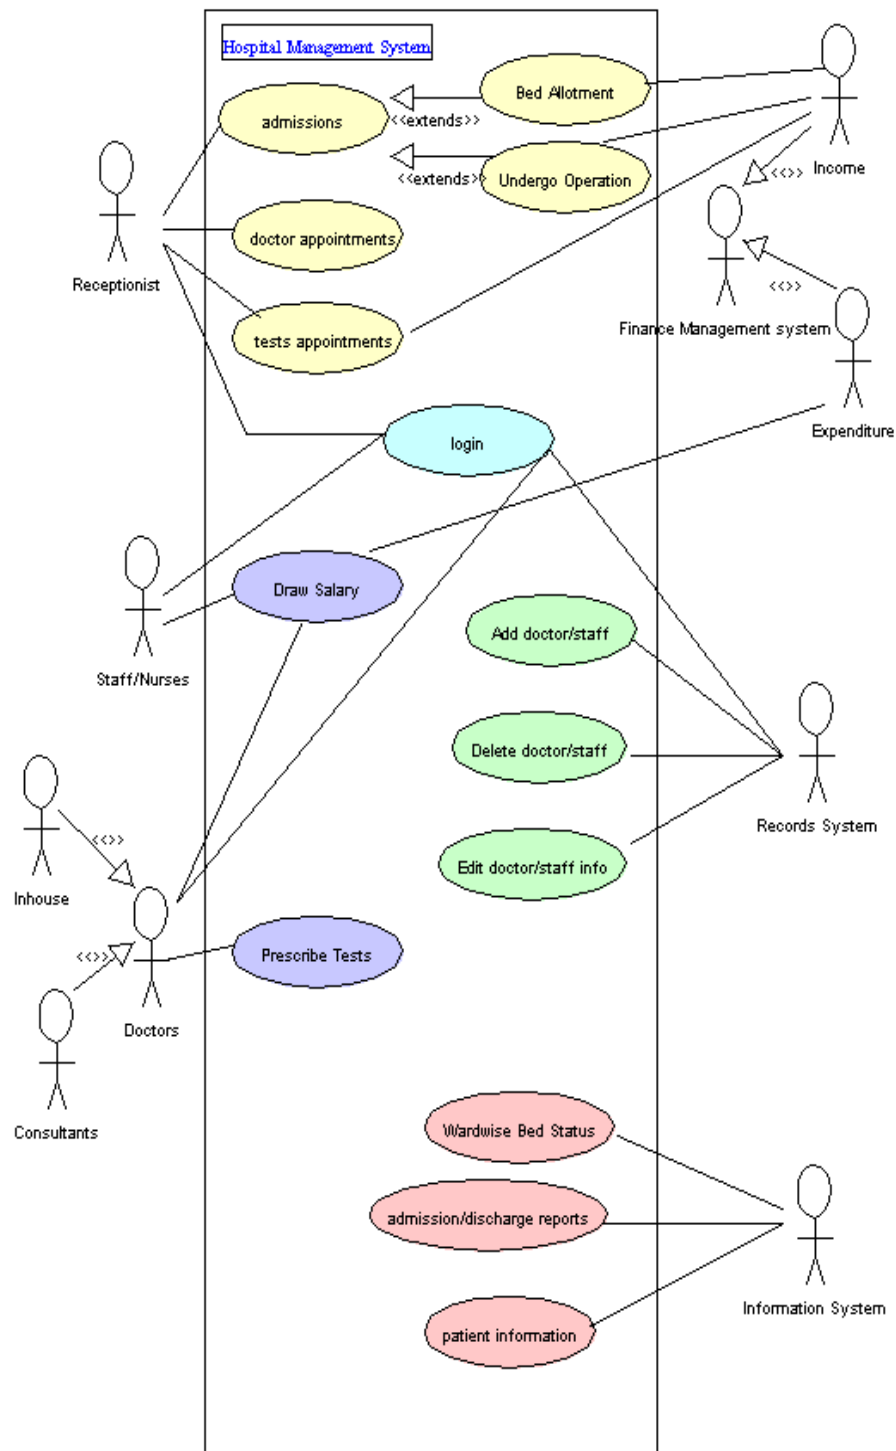 Hospital Management System
Bed Allotment
admissions
<<extends>>
Undergo Operation
<<extends>>
Income
<<>>
doctor appointments
Receptionist
<<>>
Finance Management system
tests appointments
Expenditure
login
Draw Salary
Add doctor/staff
Staff/Nurses
Delete doctor/staff
Records System
<<>>
Edit doctor/staff info
Inhouse
Prescribe Tests
<<>>
Doctors
Consultants
Wardwise Bed Status
admission/discharge reports
Information System
patient information